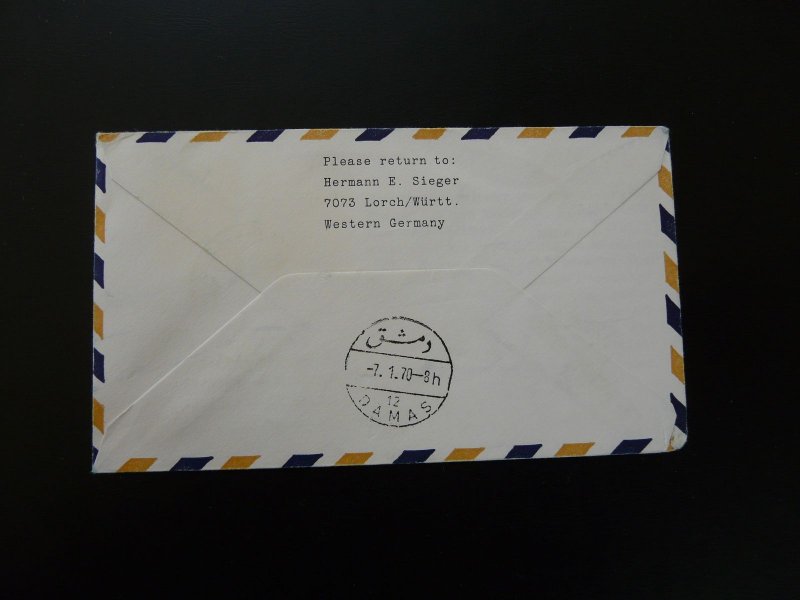 Please return to:
Hermann E. Sieger
7073 Lorch/Württ.
Western Germany
دمشق
-7. 1. 70-8h
12
DAMAS